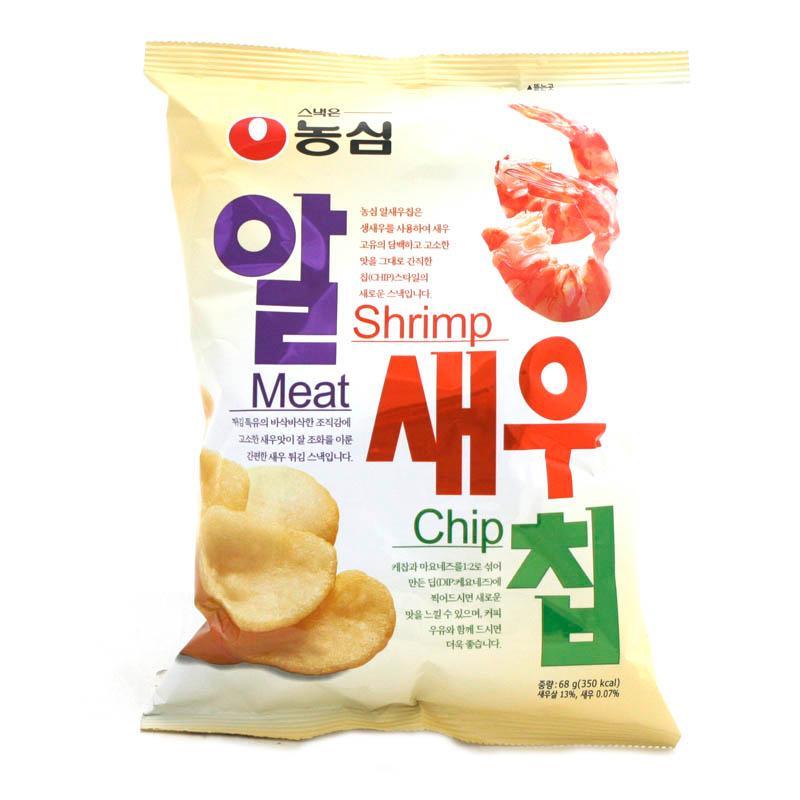 ▲뜯는곳
스낵은
농심
알
농심 알새우칩은
생새우를 사용하여 새우
고유의 담백하고 고소한
맛을 그대로 간직한
칩(CHIP)스타일의
새로운 스낵입니다.
Shrimp
새우
Meat
튀김 특유의 바삭바삭한 조직감에
고소한 새우맛이 잘 조화를 이룬
간편한 새우 튀김 스낵입니다.
Chip
칩
케찹과 마요네즈를1:2로 섞어
만든 딥(DIP:케요네즈)에
찍어드시면 새로운
맛을 느낄 수 있으며, 커피
우유와 함께 드시면
더욱 좋습니다.
중량 : 68 g(350 kcal)
새우살 13%, 새우 0.07%